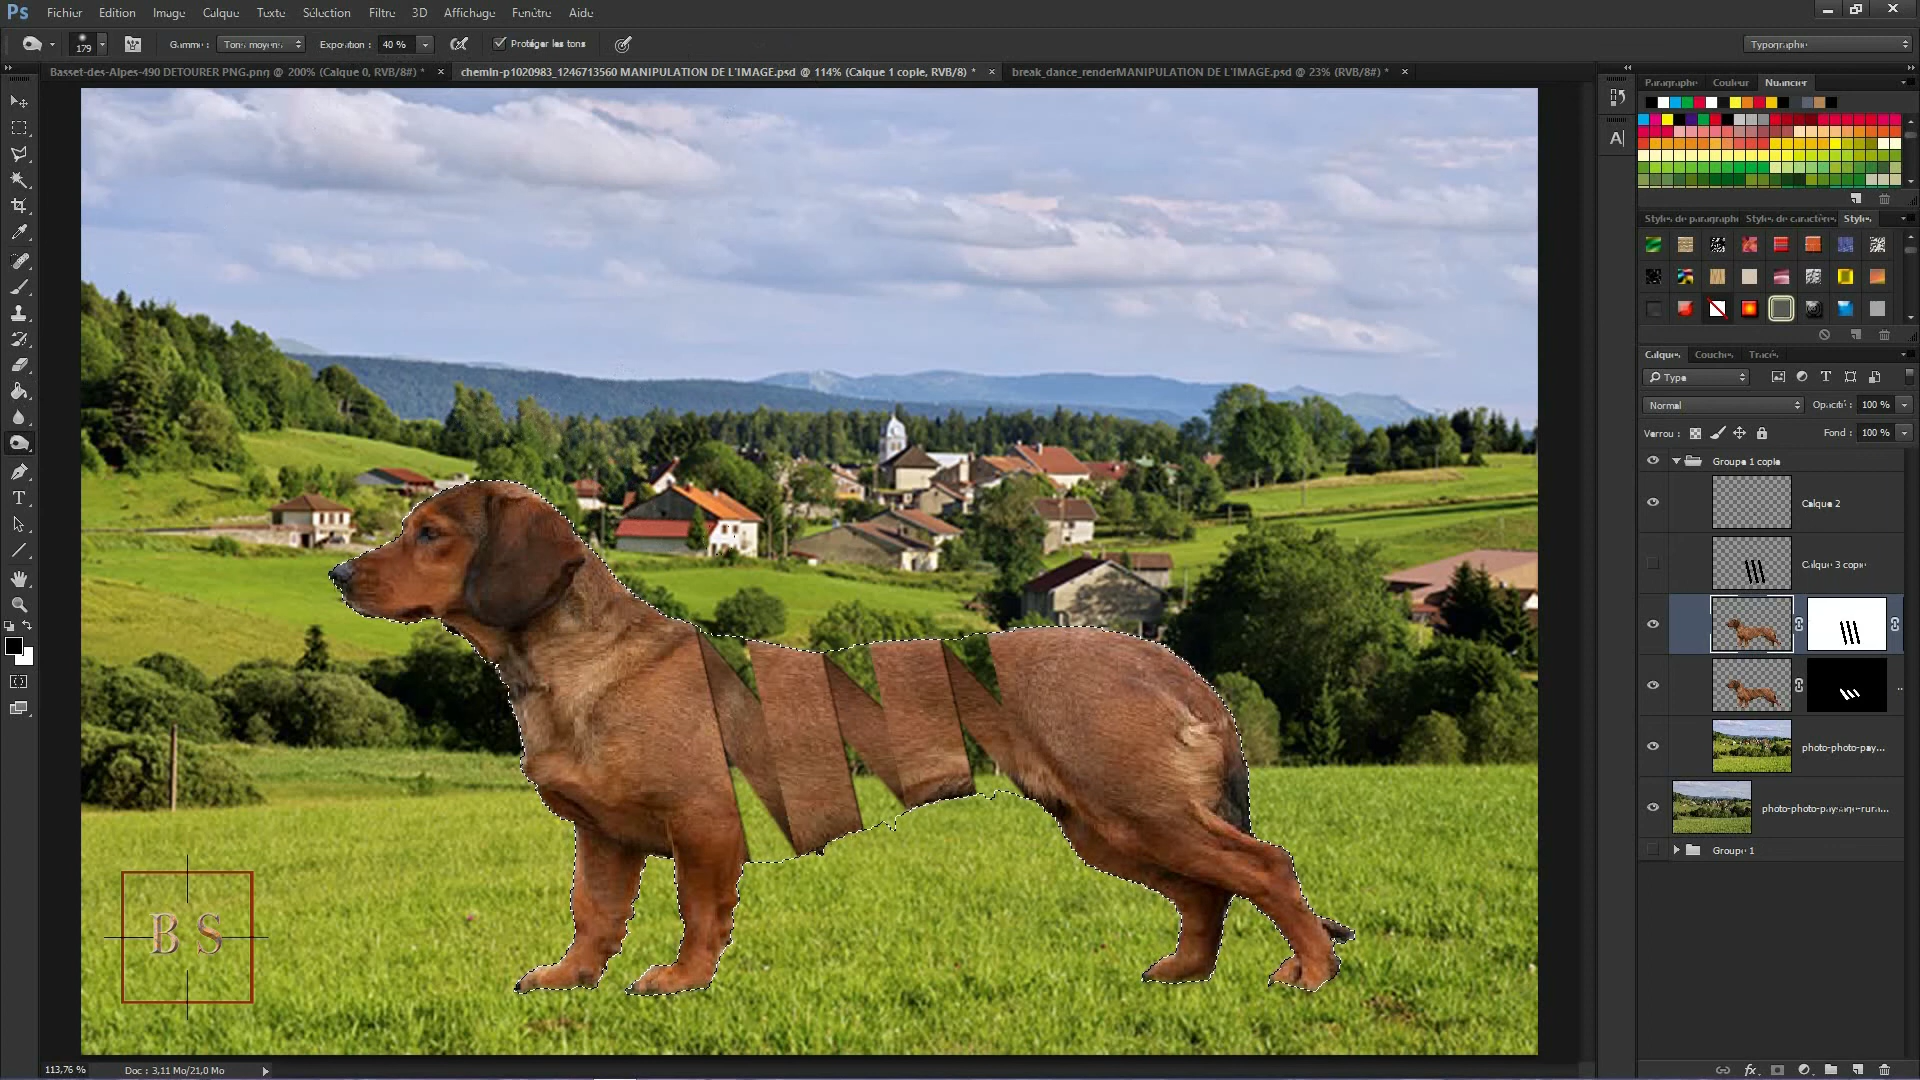 Ps Fichier Edition Image Calque Texte Sélection Filtre 3D Affichage Fenêtre Aide
179 Gamme : Tons moyens Exposition : 40 % Protéger les tons Typographie
Basset-des-Alpes-490 DETOURER PNG.png @ 200% (Calque 0, RVB/8#) *
chemin-p1020983_1246713560 MANIPULATION DE L'IMAGE.psd @ 114% (Calque 1 copie, RVB/8) *
break_dance_renderMANIPULATION DE L'IMAGE.psd @ 23% (RVB/8#) *
Paragraphe Couleur Nuancier
A
Styles de paragraphe Styles de caractères Styles
Calques Couches Tracés
Type
Normal Opacité : 100 %
Verrou : Fond : 100 %
Groupe 1 copie
Calque 2
Calque 3 copie
...
photo-photo-pay...
photo-photo-paysage-rura...
Groupe 1
B S
113,76 % Doc : 3,11 Mo/21,0 Mo
fx